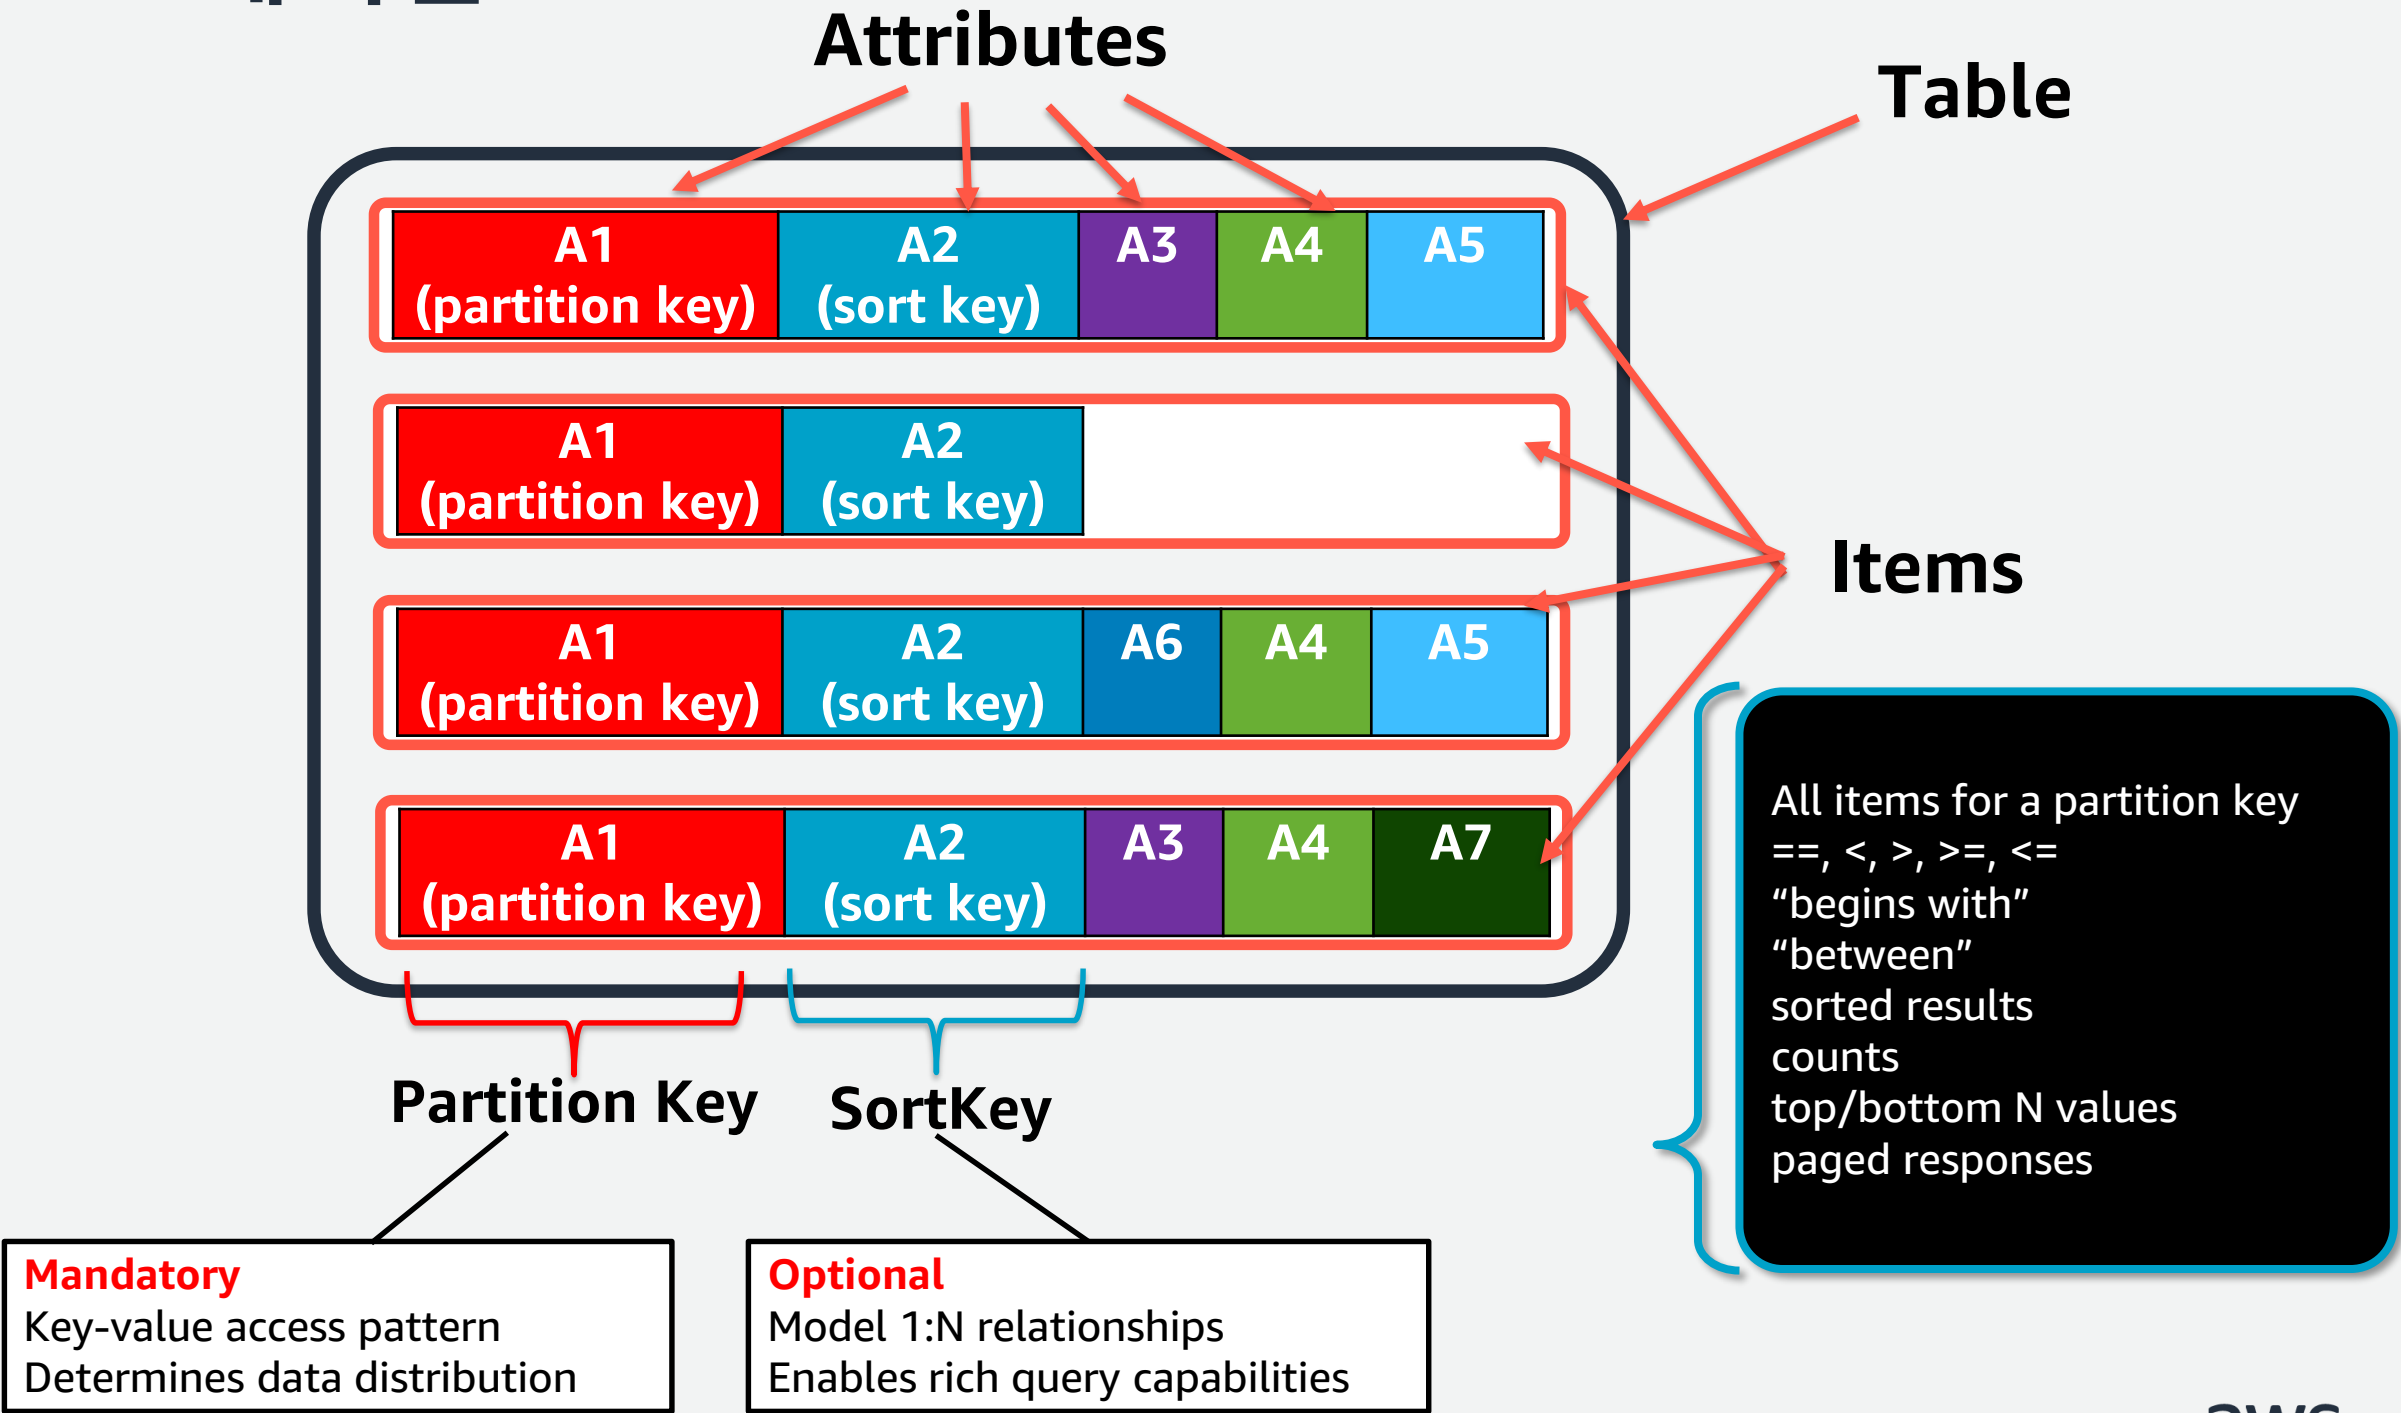 Attributes
Table
A1
(partition key)
A2
(sort key)
A3
A4
A5
A1
(partition key)
A2
(sort key)
Items
A1
(partition key)
A2
(sort key)
A6
A4
A5
A1
(partition key)
A2
(sort key)
A3
A4
A7
All items for a partition key
==, <, >, >=, <=
“begins with”
“between”
sorted results
counts
top/bottom N values
paged responses
Partition Key
SortKey
Mandatory
Key-value access pattern
Determines data distribution
Optional
Model 1:N relationships
Enables rich query capabilities
aws